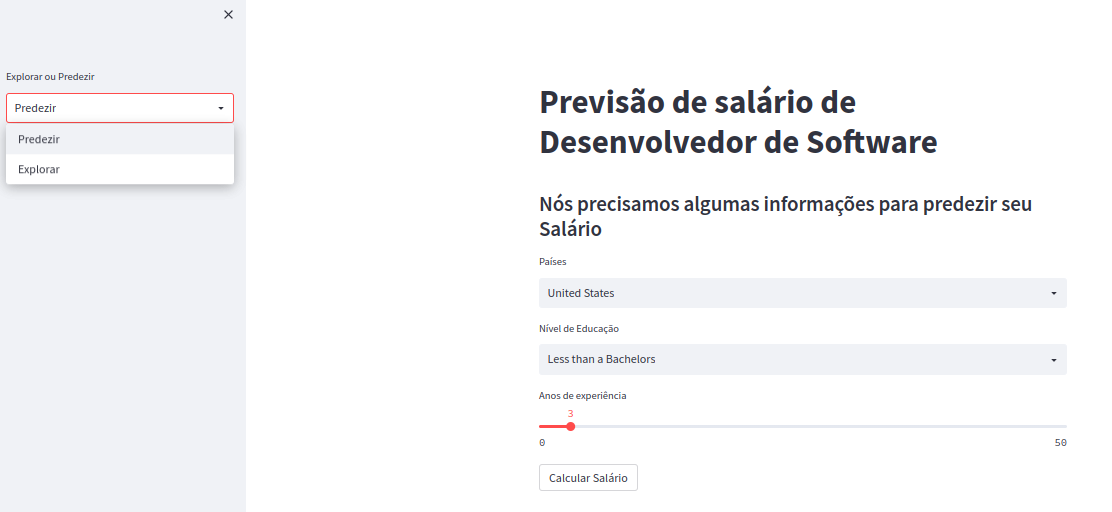 Explorar ou Predezir
Predezir
Predezir
Explorar
Previsão de salário de
Desenvolvedor de Software
Nós precisamos algumas informações para predezir seu
Salário
Países
United States
Nível de Educação
Less than a Bachelors
Anos de experiência
3
0 50
Calcular Salário